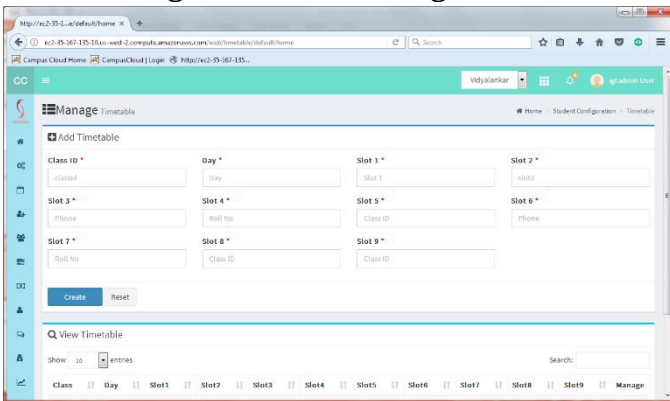 http://ec2-35-1...e/default/home × +
ec2-35-167-135-10.us-west-2.compute.amazonaws.com/web/timetable/default/home Search
Campus Cloud Home CampusCloud | Login http://ec2-35-167-135...
CC Vidyalankar igtadmin User
Manage Timetable Home Student Configuration Timetable
Add Timetable
Class ID * Day * Slot 1 * Slot 2 *
classid Day Slot 1 slot2
Slot 3 * Slot 4 * Slot 5 * Slot 6 *
Phone Roll No Class ID Phone
Slot 7 * Slot 8 * Slot 9 *
Roll No Class ID Class ID
Create Reset
View Timetable
Show 10 entries Search:
Class Day Slot1 Slot2 Slot3 Slot4 Slot5 Slot6 Slot7 Slot8 Slot9 Manage